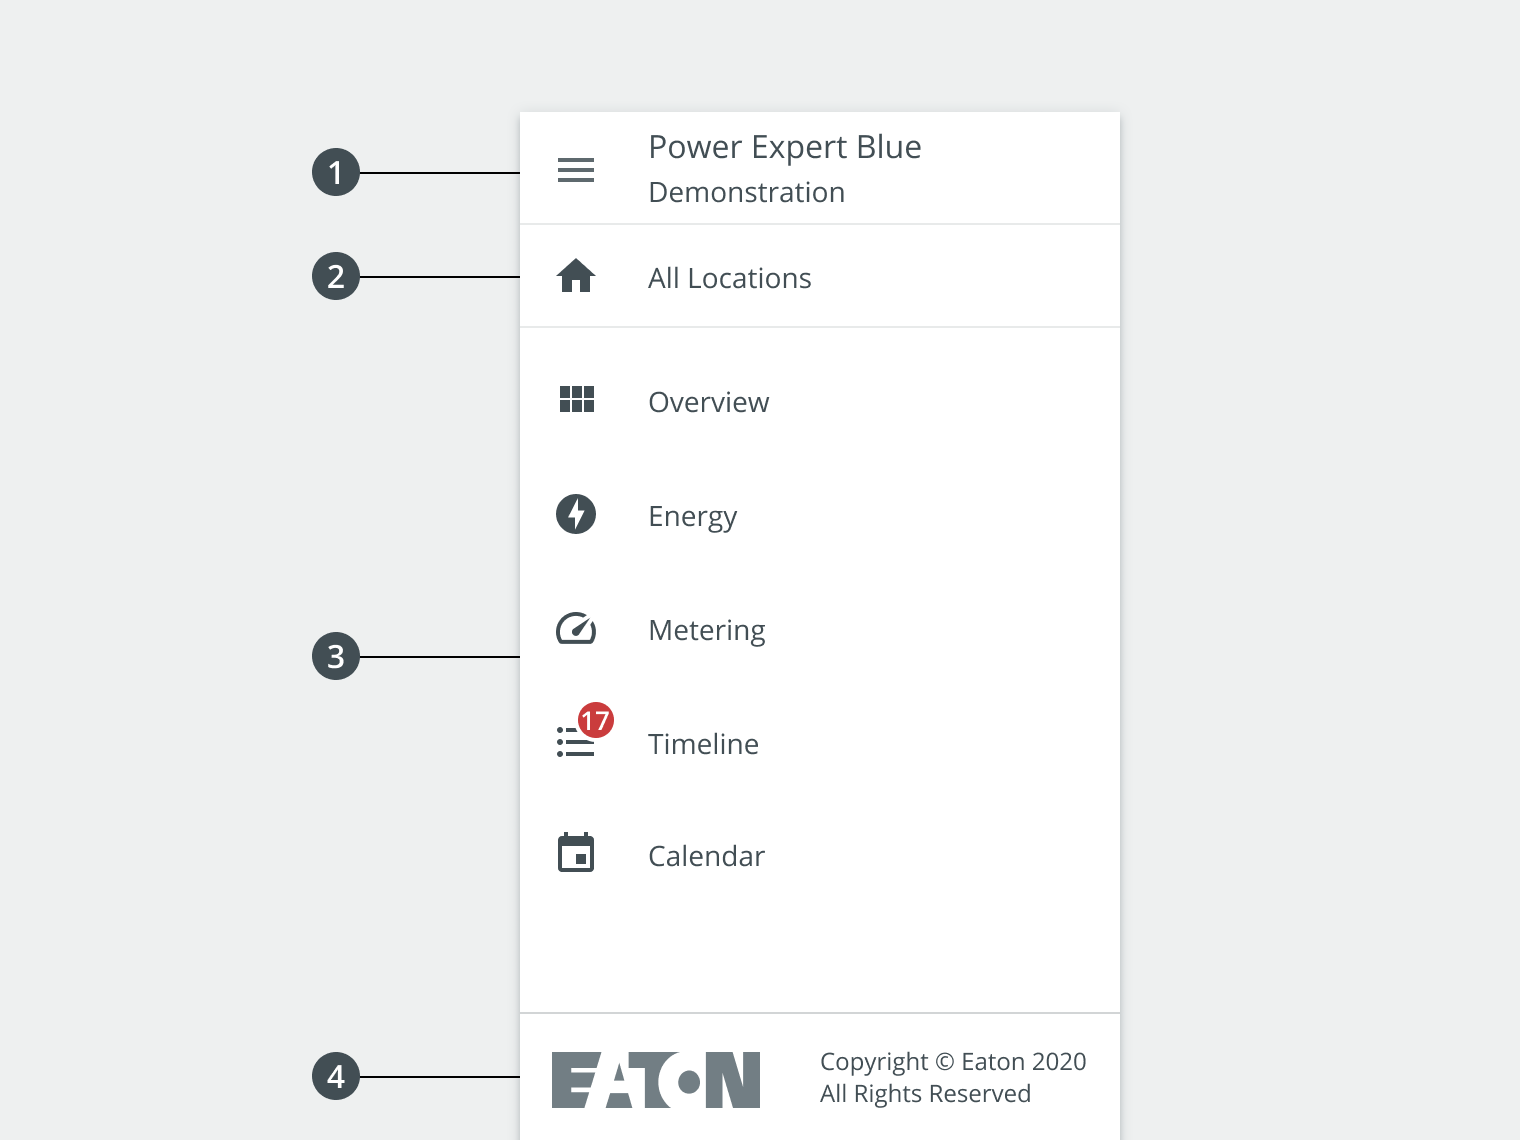 1
Power Expert Blue
Demonstration
2
All Locations
Overview
Energy
3
Metering
17
Timeline
Calendar
4
EATON
Copyright © Eaton 2020
All Rights Reserved